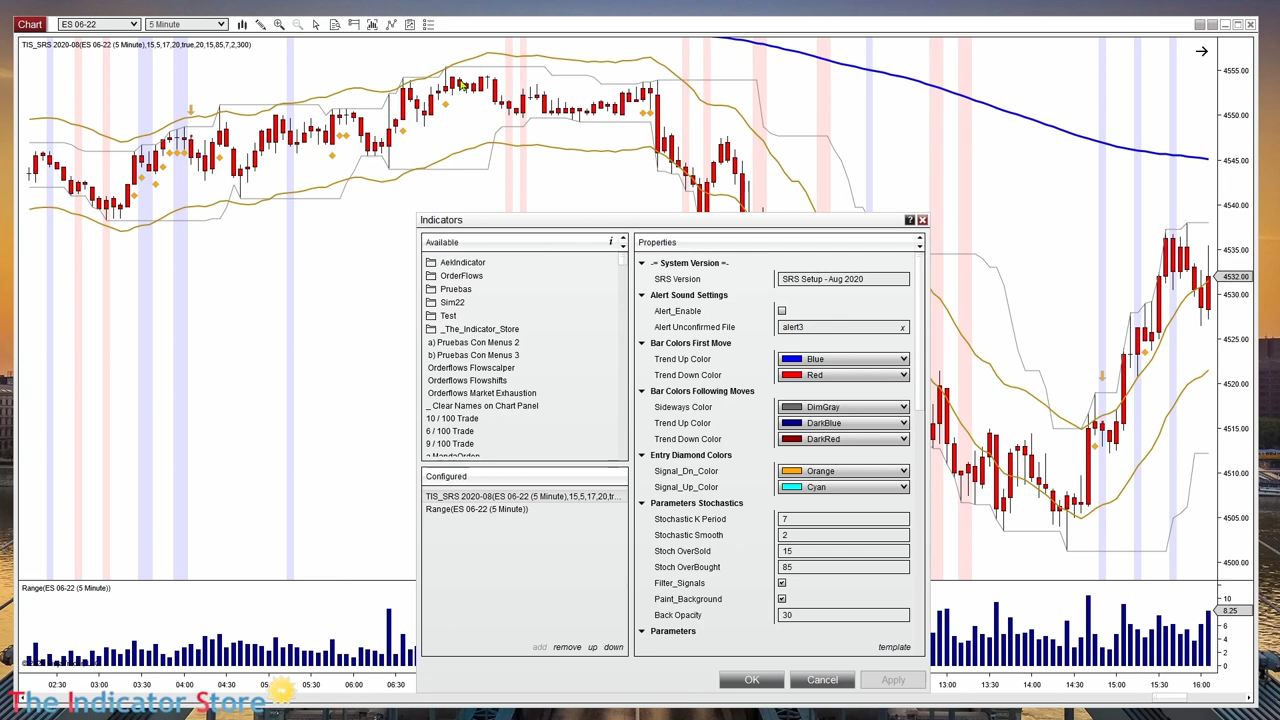 Chart
ES 06-22
5 Minute
TIS_SRS 2020-08(ES 06-22 (5 Minute),15,5,17,20,true,20,15,85,7,2,300)
4555.00
4550.00
4545.00
4540.00
4535.00
4532.00
4530.00
4525.00
4520.00
4515.00
4510.00
4505.00
4500.00
Indicators
Available
Properties
AekIndicator
OrderFlows
Pruebas
Sim22
Test
_The_Indicator_Store
a) Pruebas Con Menus 2
b) Pruebas Con Menus 3
Orderflows Flowscalper
Orderflows Flowshifts
Orderflows Market Exhaustion
_ Clear Names on Chart Panel
10 / 100 Trade
6 / 100 Trade
9 / 100 Trade
a MandaOrden
Configured
TIS_SRS 2020-08(ES 06-22 (5 Minute),15,5,17,20,tr...
Range(ES 06-22 (5 Minute))
add remove up down
-= System Version =-
SRS Version SRS Setup - Aug 2020
Alert Sound Settings
Alert_Enable
Alert Unconfirmed File alert3 x
Bar Colors First Move
Trend Up Color Blue
Trend Down Color Red
Bar Colors Following Moves
Sideways Color DimGray
Trend Up Color DarkBlue
Trend Down Color DarkRed
Entry Diamond Colors
Signal_Dn_Color Orange
Signal_Up_Color Cyan
Parameters Stochastics
Stochastic K Period 7
Stochastic Smooth 2
Stoch OverSold 15
Stoch OverBought 85
Filter_Signals
Paint_Background
Back Opacity 30
Parameters
template
OK Cancel Apply
Range(ES 06-22 (5 Minute))
10
8.25
6
4
2
02:30 03:00 03:30 04:00 04:30 05:00 05:30 06:00 06:30 13:00 13:30 14:00 14:30 15:00 15:30 16:00
The Indicator Store